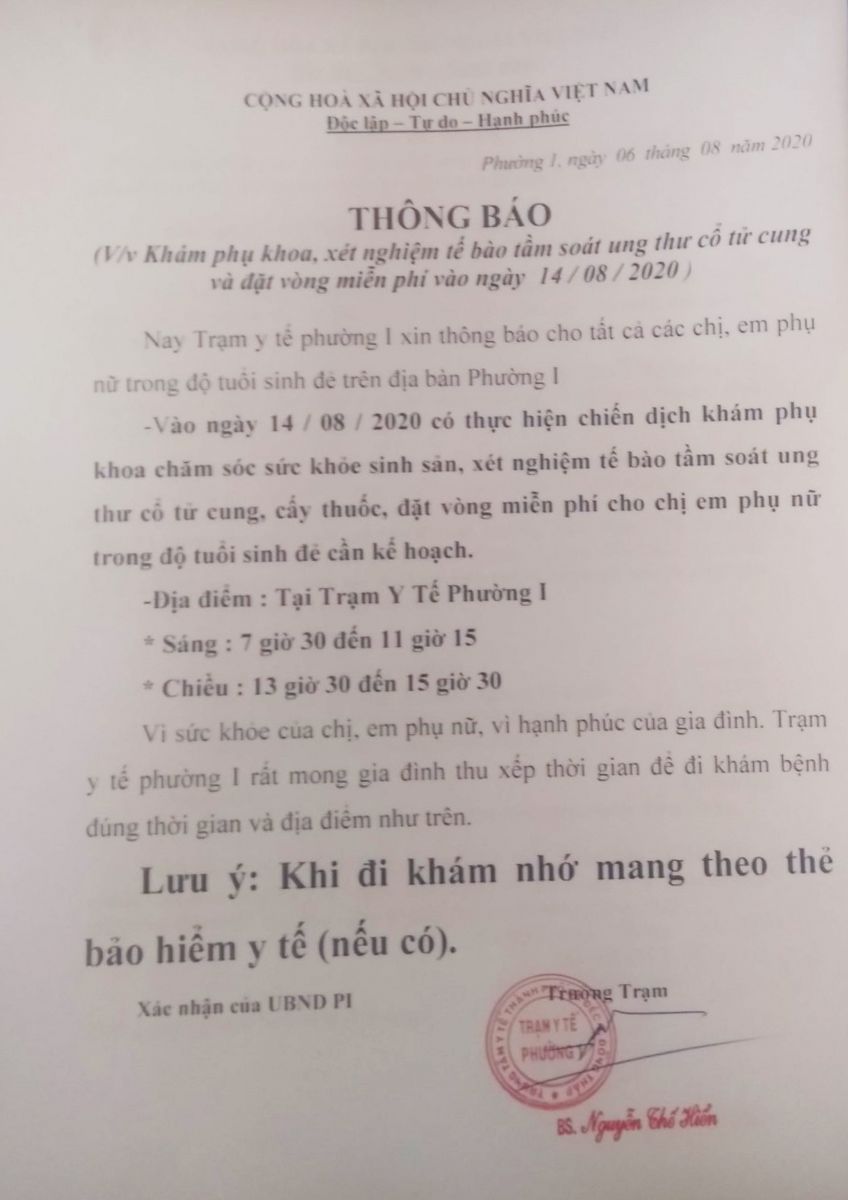 CỘNG HOÀ XÃ HỘI CHỦ NGHĨA VIỆT NAM
Độc lập – Tự do – Hạnh phúc
Phường I, ngày 06 tháng 08 năm 2020
THÔNG BÁO
(V/v Khám phụ khoa, xét nghiệm tế bào tầm soát ung thư cổ tử cung
và đặt vòng miễn phí vào ngày 14 / 08 / 2020 )
Nay Trạm y tế phường I xin thông báo cho tất cả các chị, em phụ
nữ trong độ tuổi sinh đẻ trên địa bàn Phường I
-Vào ngày 14 / 08 / 2020 có thực hiện chiến dịch khám phụ
khoa chăm sóc sức khỏe sinh sản, xét nghiệm tế bào tầm soát ung
thư cổ tử cung, cấy thuốc, đặt vòng miễn phí cho chị em phụ nữ
trong độ tuổi sinh đẻ cần kế hoạch.
-Địa điểm : Tại Trạm Y Tế Phường I
* Sáng : 7 giờ 30 đến 11 giờ 15
* Chiều : 13 giờ 30 đến 15 giờ 30
Vì sức khỏe của chị, em phụ nữ, vì hạnh phúc của gia đình. Trạm
y tế phường I rất mong gia đình thu xếp thời gian để đi khám bệnh
đúng thời gian và địa điểm như trên.
Lưu ý: Khi đi khám nhớ mang theo thẻ
bảo hiểm y tế (nếu có).
Xác nhận của UBND PI
Trưởng Trạm
TRUNG TÂM Y TẾ THÀNH PHỐ ĐÉC ĐỒNG THÁP
TRẠM Y TẾ
PHƯỜNG
BS. Nguyễn Thế Hiển